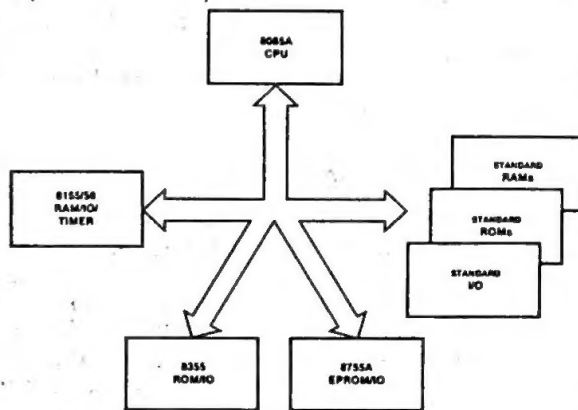 8085A
CPU
8155/56
RAM/IO/
TIMER
STANDARD
RAMs
STANDARD
ROMs
STANDARD
I/O
8355
ROM/IO
8755A
EPROM/IO